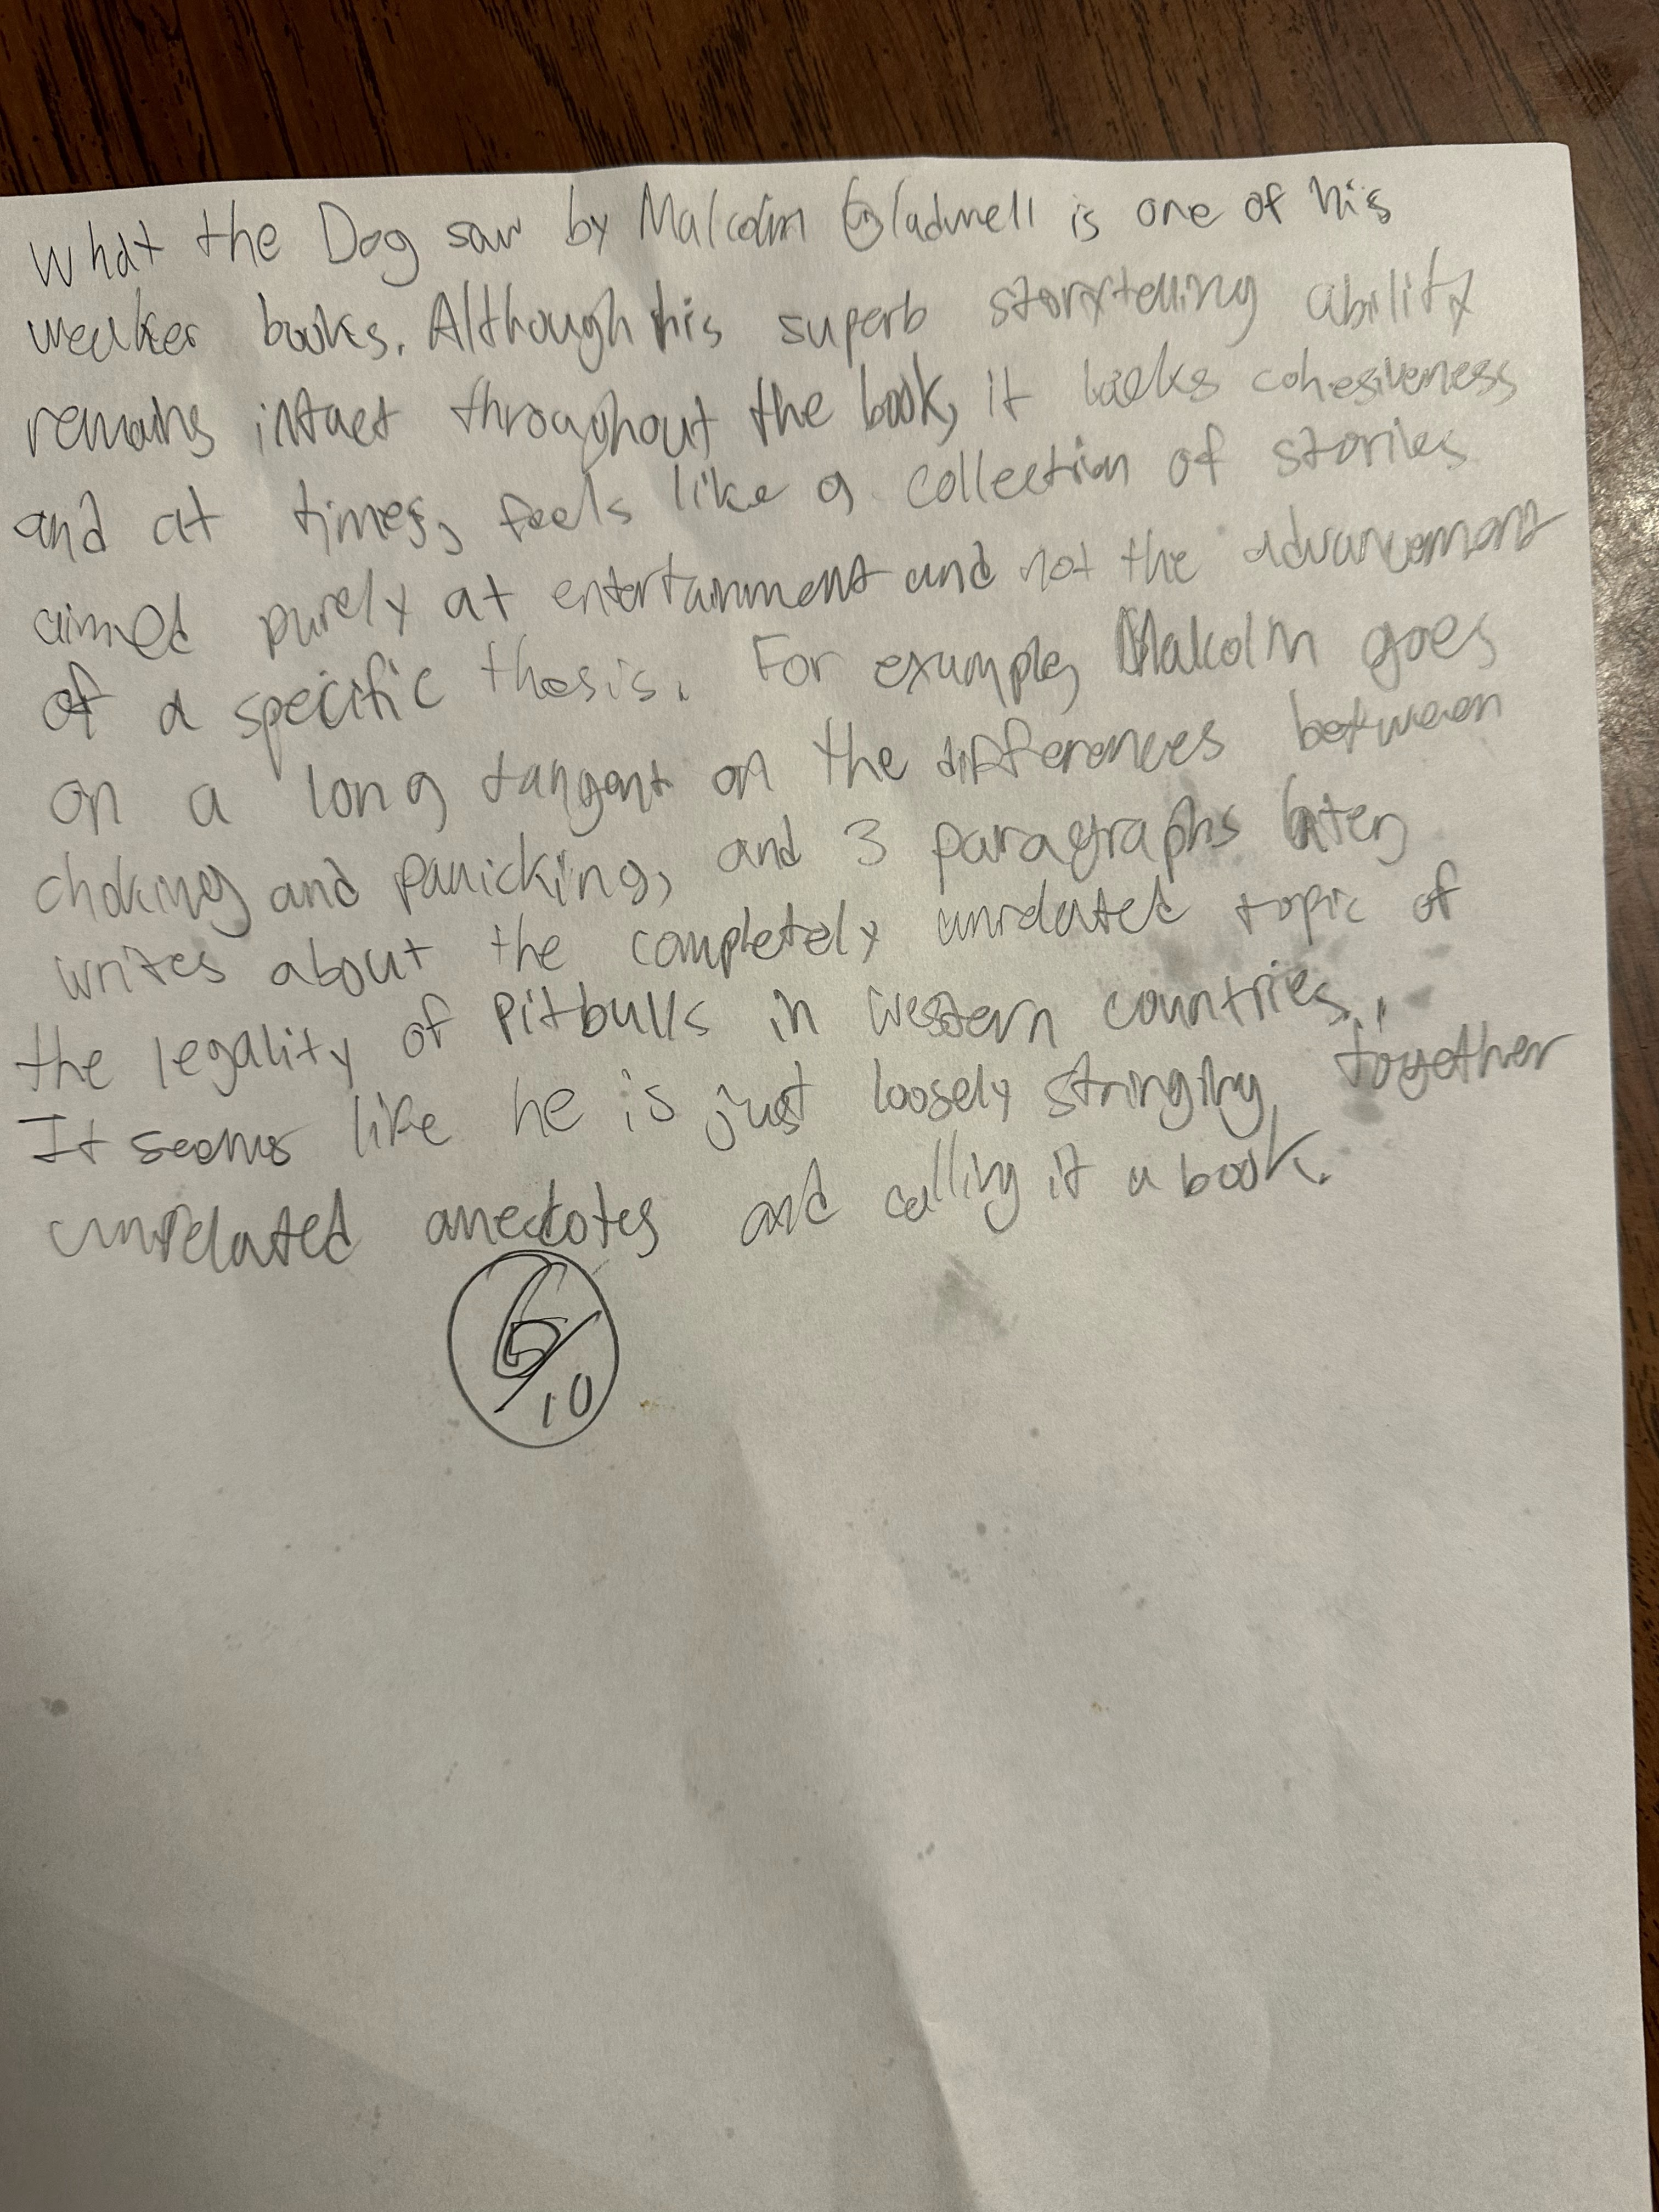 What the Dog saw by Malcolm Gladwell is one of his
weaker books. Although his superb storytelling ability
remains intact throughout the book, it lacks cohesiveness
and at times, feels like a collection of stories
aimed purely at entertainment and not the advancement
of a specific thesis. For example, Malcolm goes
on a long tangent on the differences between
choking and panicking, and 3 paragraphs later,
writes about the completely unrelated topic of
the legality of Pitbulls in Western countries.
It seems like he is just loosely stringing together
unrelated anecdotes and calling it a book.
6/10